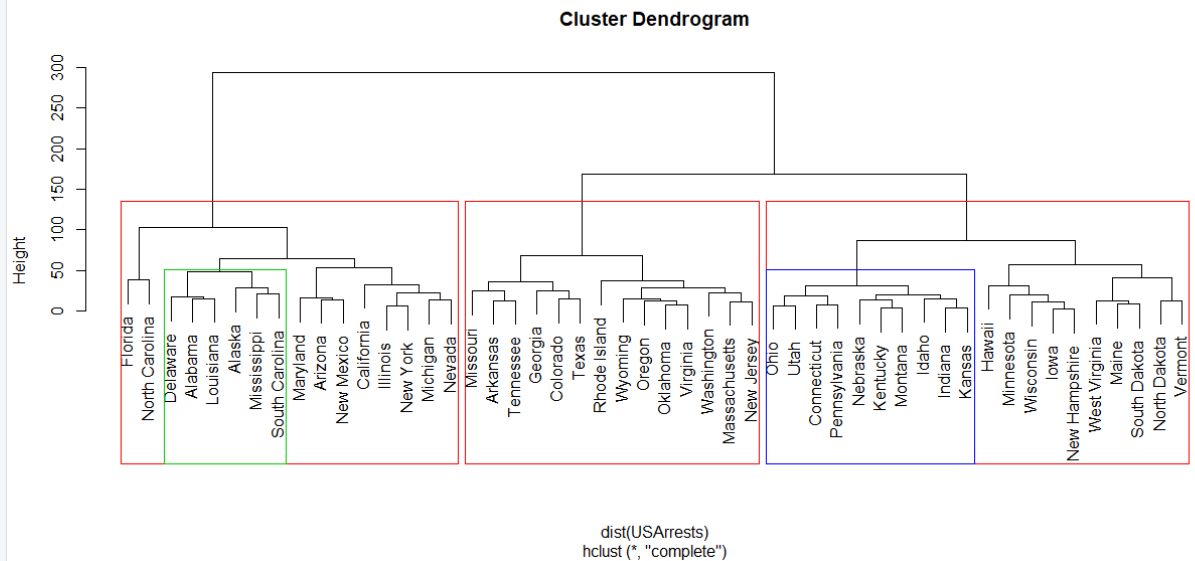 Cluster Dendrogram
Height
300
250
200
150
100
50
0
Florida
North Carolina
Delaware
Alabama
Louisiana
Alaska
Mississippi
South Carolina
Maryland
Arizona
New Mexico
California
Illinois
New York
Michigan
Nevada
Missouri
Arkansas
Tennessee
Georgia
Colorado
Texas
Rhode Island
Wyoming
Oregon
Oklahoma
Virginia
Washington
Massachusetts
New Jersey
Ohio
Utah
Connecticut
Pennsylvania
Nebraska
Kentucky
Montana
Idaho
Indiana
Kansas
Hawaii
Minnesota
Wisconsin
Iowa
New Hampshire
West Virginia
Maine
South Dakota
North Dakota
Vermont
dist(USArrests)
hclust (*, "complete")